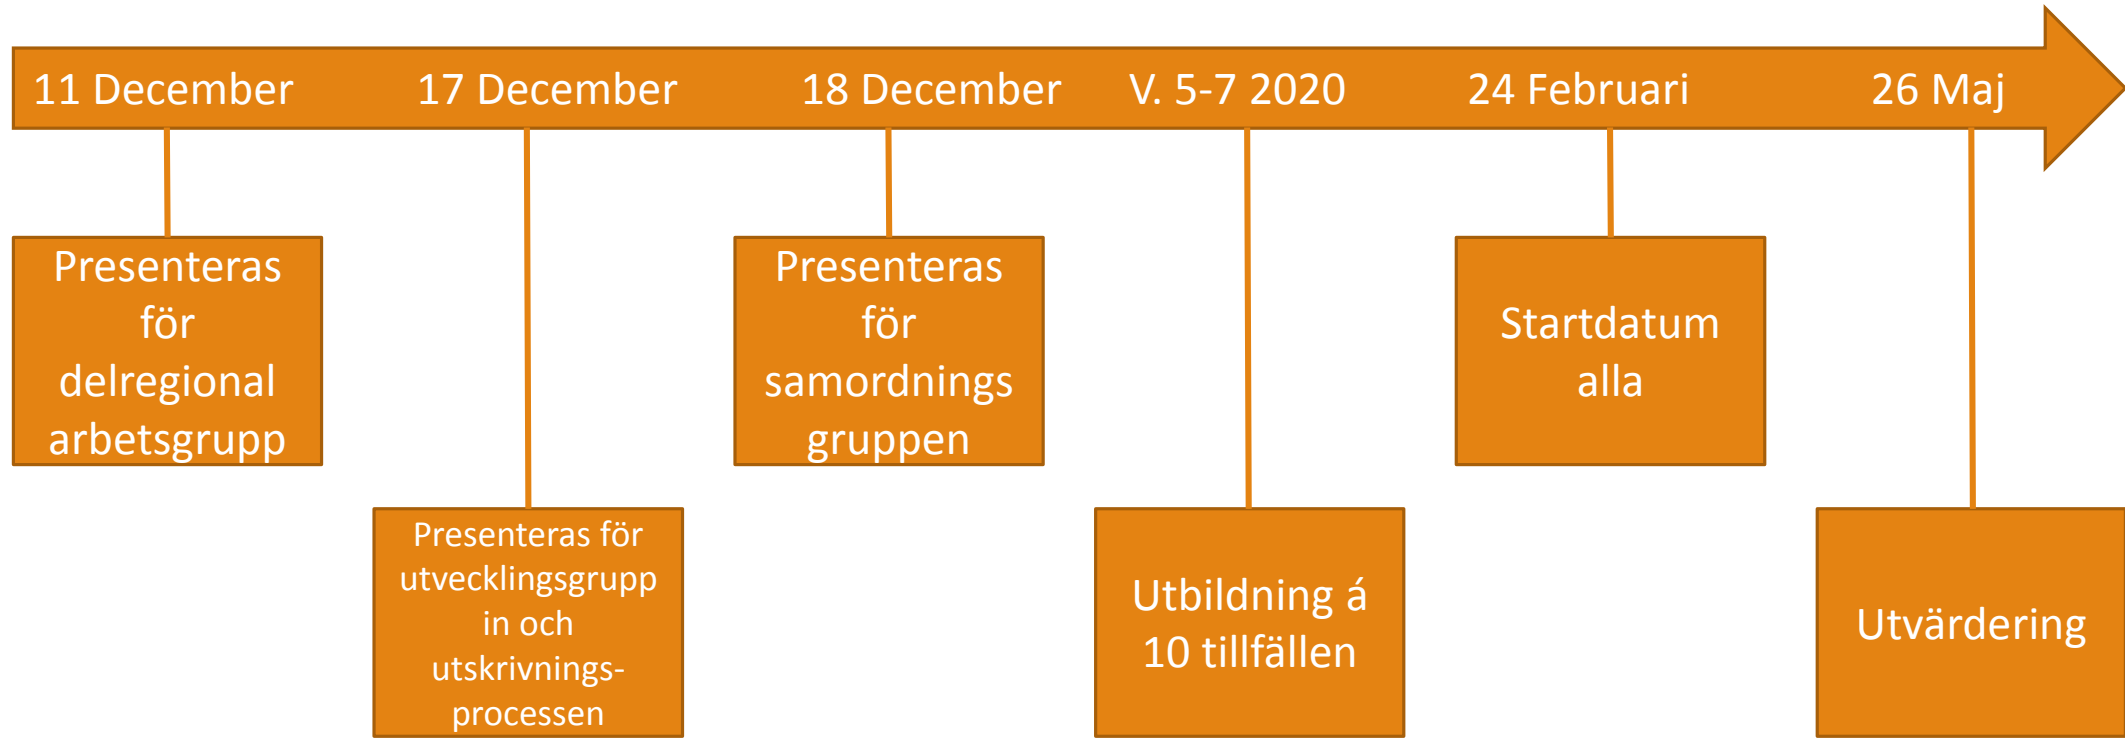 11 December
17 December
18 December
V. 5-7 2020
24 Februari
26 Maj
Presenteras
för
delregional
arbetsgrupp
Presenteras för
utvecklingsgrupp
in och
utskrivnings-
processen
Presenteras
för
samordnings
gruppen
Utbildning á
10 tillfällen
Startdatum
alla
Utvärdering